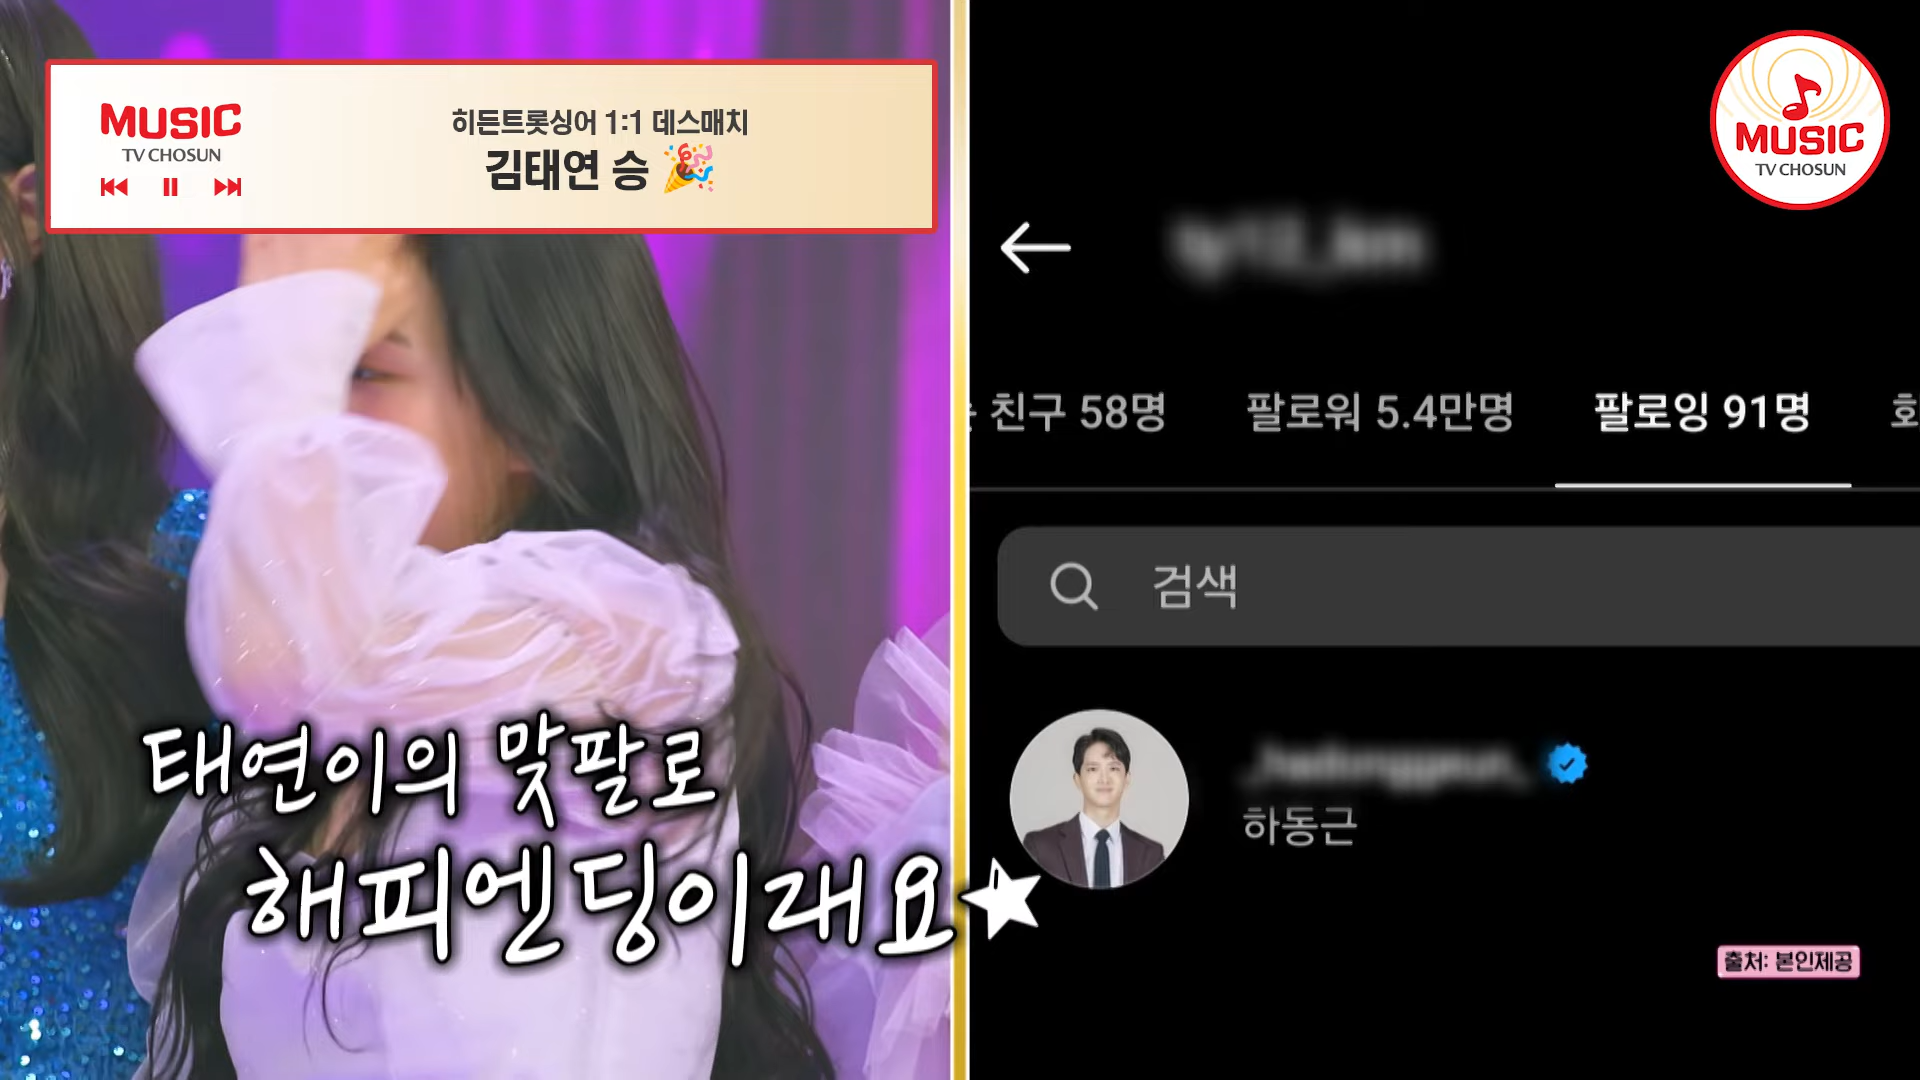 MUSIC
TV CHOSUN
히든트롯싱어 1:1 데스매치
김태연 승 🎉
MUSIC
TV CHOSUN
친구 58명
팔로워 5.4만명
팔로잉 91명
검색
하동근
태연이의 맞팔로
해피엔딩이래요★
출처: 본인제공